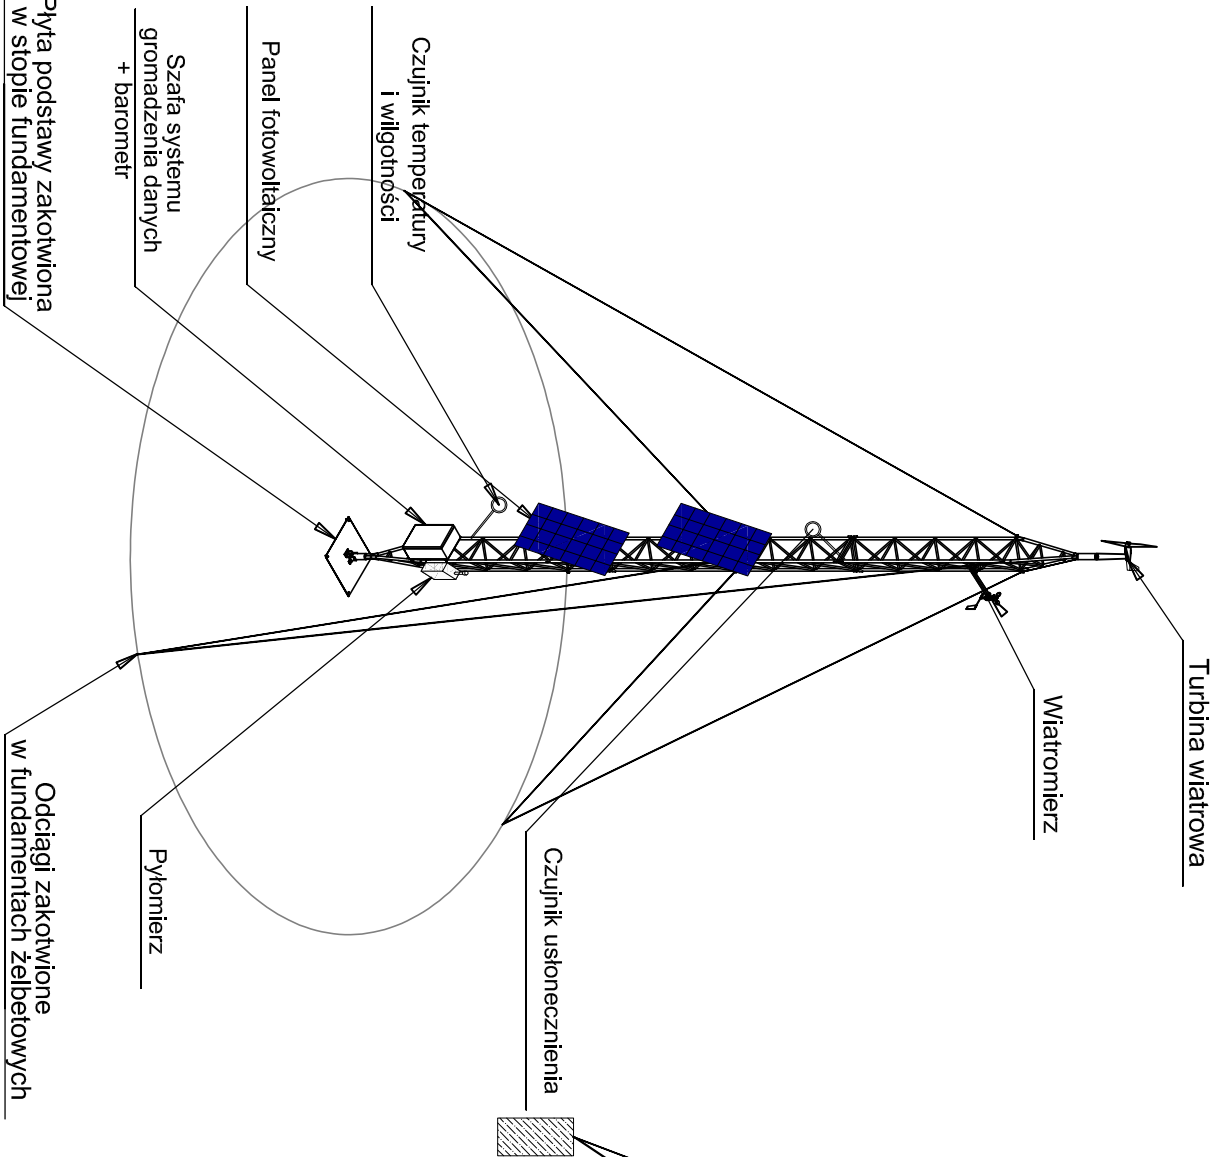 Turbina wiatrowa
Wiatromierz
Czujnik usłonecznienia
Czujnik temperatury
i wilgotności
Panel fotowoltaiczny
Szafa systemu
gromadzenia danych
+ barometr
Pyłomierz
Płyta podstawy zakotwiona
w stopie fundamentowej
Odciągi zakotwione
w fundamentach żelbetowych